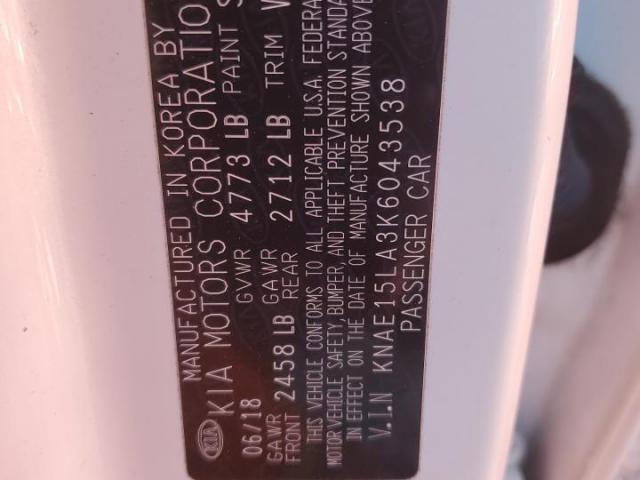 MANUFACTURED IN KOREA BY
KIA KIA MOTORS CORPORATIO
06/18 GVWR 4773 LB PAINT S
GAWR FRONT 2458 LB GAWR REAR 2712 LB TRIM
THIS VEHICLE CONFORMS TO ALL APPLICABLE U.S.A. FEDERA
MOTOR VEHICLE SAFETY, BUMPER, AND THEFT PREVENTION STANDA
IN EFFECT ON THE DATE OF MANUFACTURE SHOWN ABOVE
V.I.N KNAE15LA3K6043538
PASSENGER CAR